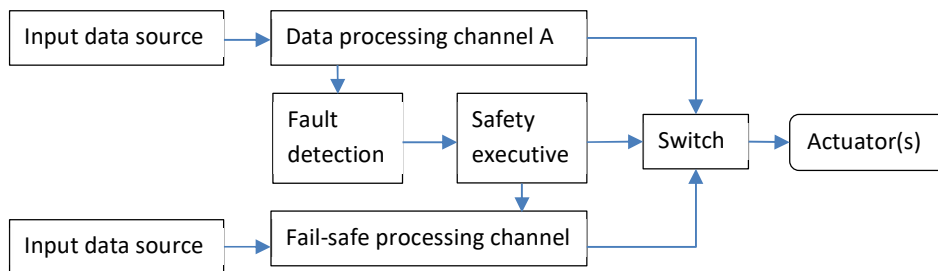 Input data source
Data processing channel A
Fault
detection
Safety
executive
Switch
Actuator(s)
Input data source
Fail-safe processing channel